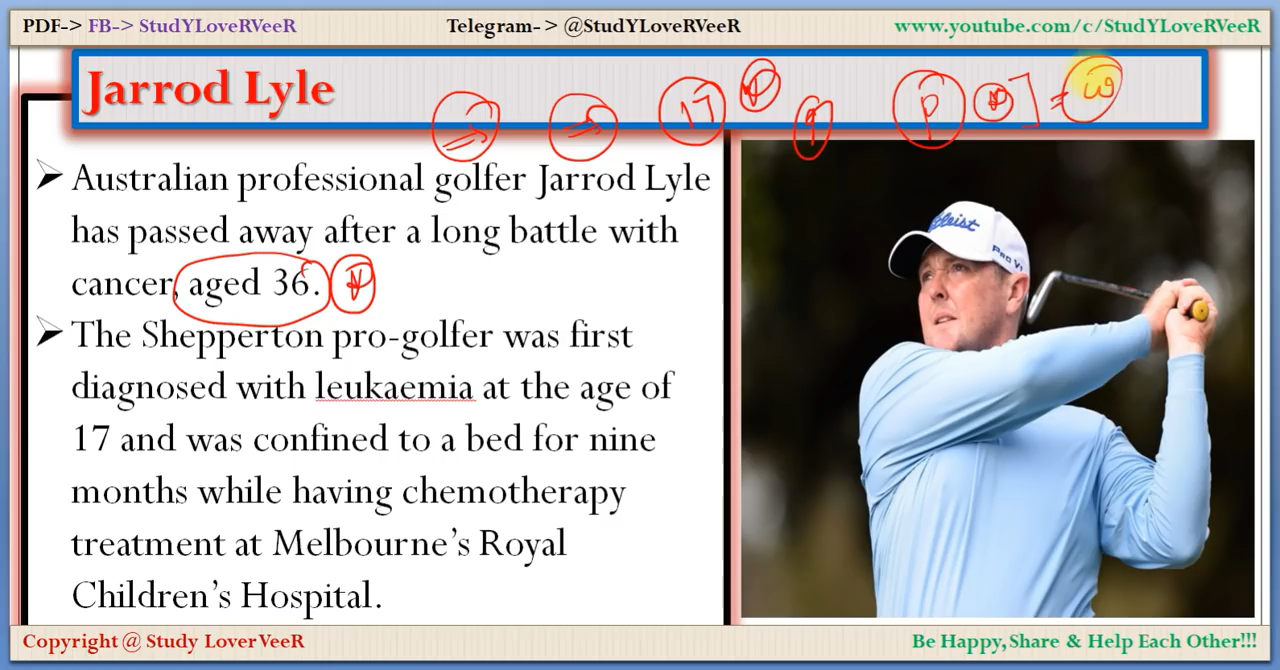 PDF-> FB-> StudYLoveRVeeR
Telegram-> @StudYLoveRVeeR
www.youtube.com/c/StudYLoveRVeeR
Jarrod Lyle
17
Australian professional golfer Jarrod Lyle
has passed away after a long battle with
cancer, aged 36.
The Shepperton pro-golfer was first
diagnosed with leukaemia at the age of
17 and was confined to a bed for nine
months while having chemotherapy
treatment at Melbourne's Royal
Children's Hospital.
Titleist
PRO V1
Copyright @ Study LoverVeeR
Be Happy, Share & Help Each Other!!!